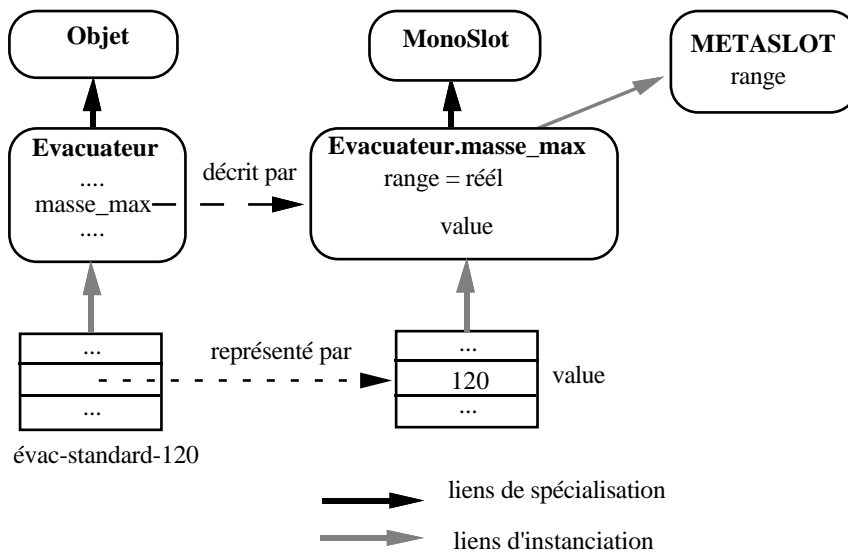 Objet
MonoSlot
METASLOT
range
Evacuateur
....
masse_max
....
décrit par
Evacuateur.masse_max
range = réél
value
...
...
représenté par
...
120
...
value
évac-standard-120
liens de spécialisation
liens d'instanciation